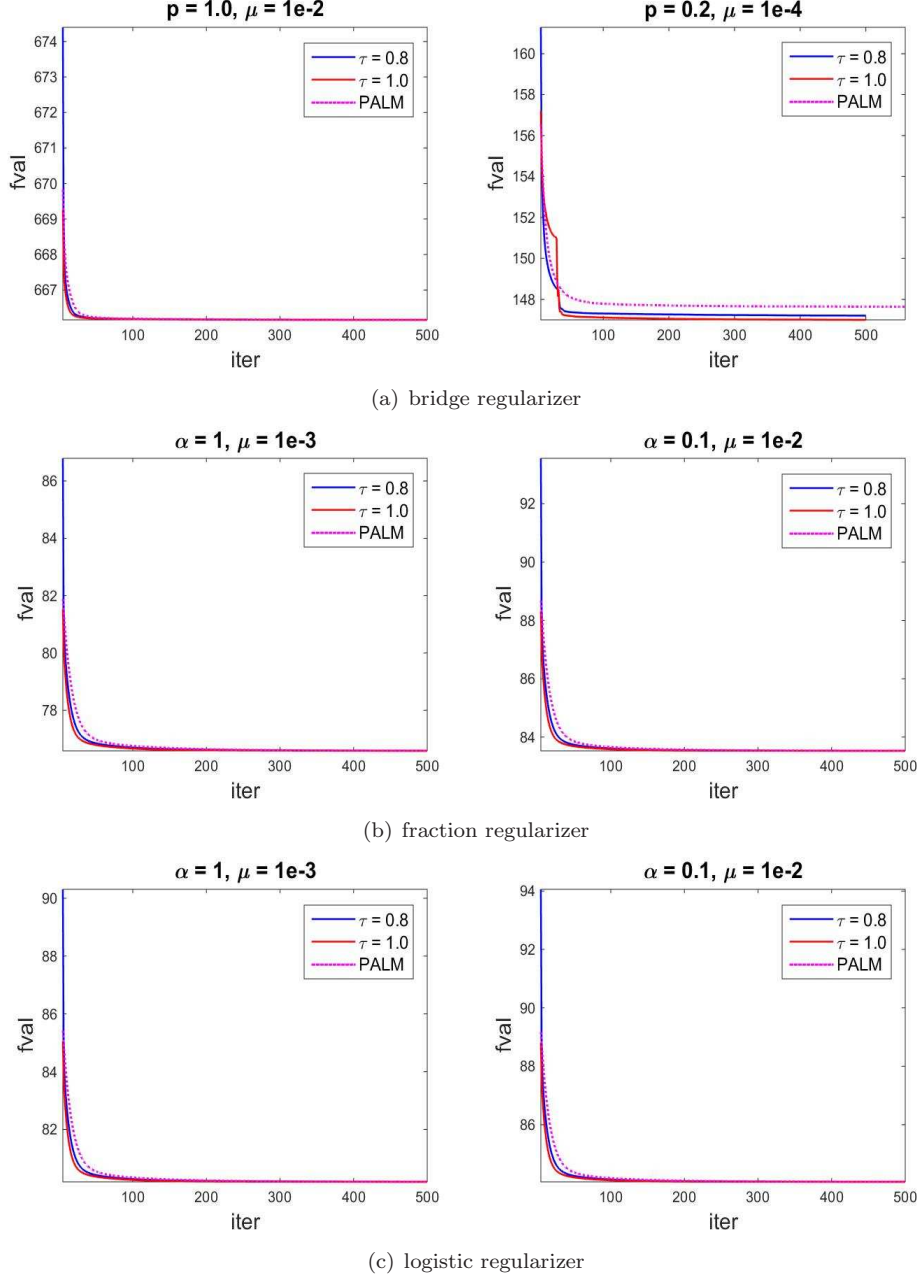 p = 1.0, μ = 1e-2
674
673
672
671
670
669
668
667
fval
100
200
300
400
500
iter
τ = 0.8
τ = 1.0
PALM
p = 0.2, μ = 1e-4
160
158
156
154
152
150
148
fval
100
200
300
400
500
iter
τ = 0.8
τ = 1.0
PALM
(a) bridge regularizer
α = 1, μ = 1e-3
86
84
82
80
78
fval
100
200
300
400
500
iter
τ = 0.8
τ = 1.0
PALM
α = 0.1, μ = 1e-2
92
90
88
86
84
fval
100
200
300
400
500
iter
τ = 0.8
τ = 1.0
PALM
(b) fraction regularizer
α = 1, μ = 1e-3
90
88
86
84
82
fval
100
200
300
400
500
iter
τ = 0.8
τ = 1.0
PALM
α = 0.1, μ = 1e-2
94
92
90
88
86
fval
100
200
300
400
500
iter
τ = 0.8
τ = 1.0
PALM
(c) logistic regularizer